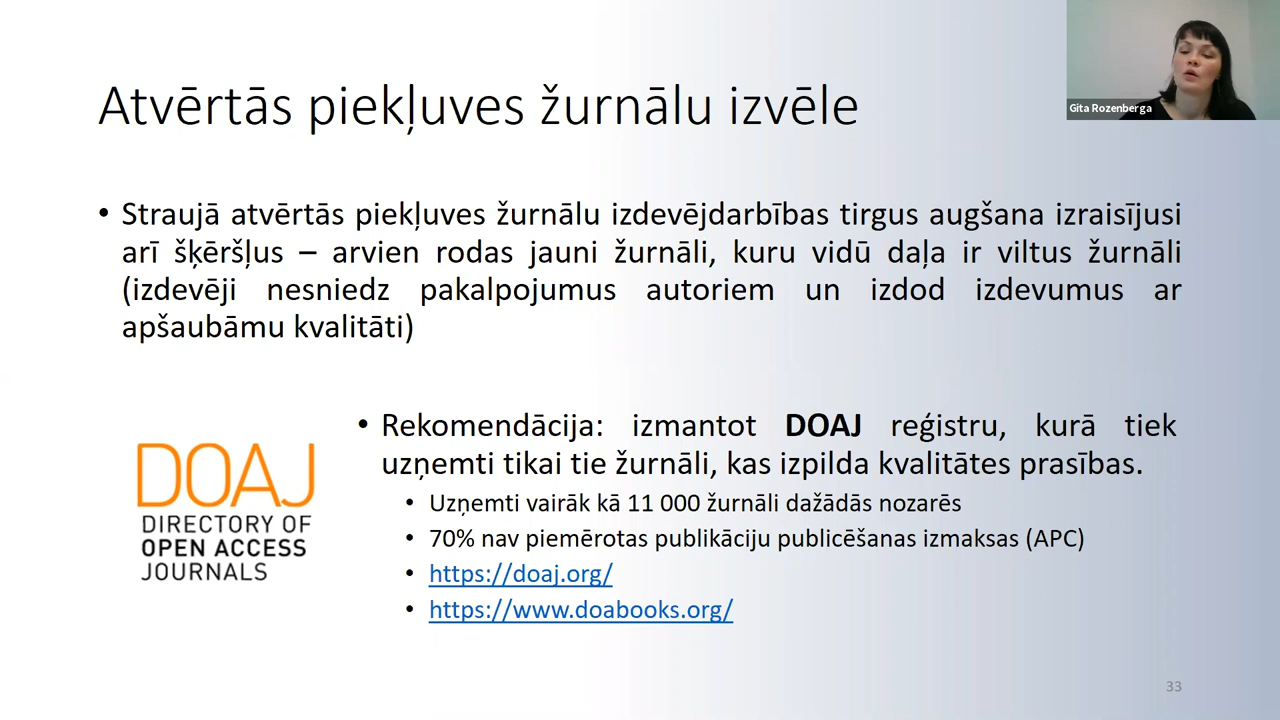 Atvērtās piekļuves žurnālu izvēle
Gita Rozenberga
• Straujā atvērtās piekļuves žurnālu izdevējdarbības tirgus augšana izraisījusi
arī šķēršļus – arvien rodas jauni žurnāli, kuru vidū daļa ir viltus žurnāli
(izdevēji nesniedz pakalpojumus autoriem un izdod izdevumus ar
apšaubāmu kvalitāti)
DOAJ
DIRECTORY OF
OPEN ACCESS
JOURNALS
• Rekomendācija: izmantot DOAJ reģistru, kurā tiek
uzņemti tikai tie žurnāli, kas izpilda kvalitātes prasības.
• Uzņemti vairāk kā 11 000 žurnāli dažādās nozarēs
• 70% nav piemērotas publikāciju publicēšanas izmaksas (APC)
• https://doaj.org/
• https://www.doabooks.org/
33